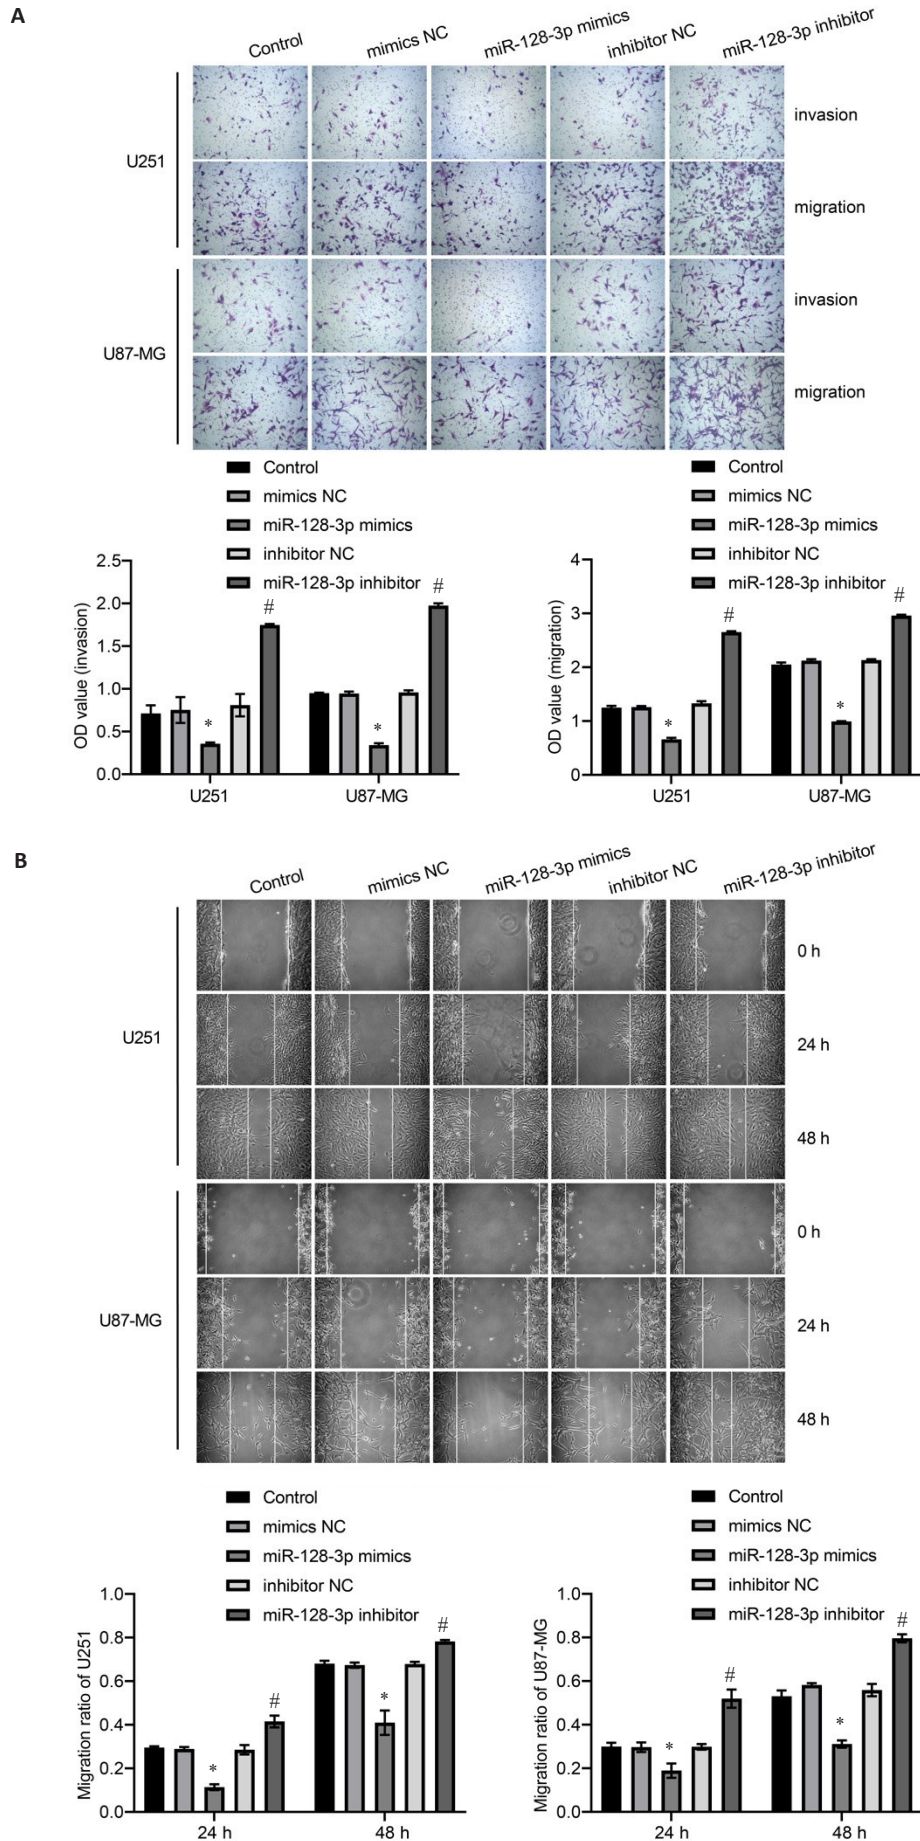 A
Control
mimics NC
miR-128-3p mimics
inhibitor NC
miR-128-3p inhibitor
U251
invasion
migration
U87-MG
invasion
migration
Control
mimics NC
miR-128-3p mimics
inhibitor NC
miR-128-3p inhibitor
OD value (invasion)
2.5
2.0
1.5
1.0
0.5
0.0
*
#
*
#
U251
U87-MG
Control
mimics NC
miR-128-3p mimics
inhibitor NC
miR-128-3p inhibitor
OD value (migration)
4
3
2
1
0
*
#
*
#
U251
U87-MG
B
Control
mimics NC
miR-128-3p mimics
inhibitor NC
miR-128-3p inhibitor
U251
0 h
24 h
48 h
U87-MG
0 h
24 h
48 h
Control
mimics NC
miR-128-3p mimics
inhibitor NC
miR-128-3p inhibitor
Migration ratio of U251
1.0
0.8
0.6
0.4
0.2
0.0
*
#
*
#
24 h
48 h
Control
mimics NC
miR-128-3p mimics
inhibitor NC
miR-128-3p inhibitor
Migration ratio of U87-MG
1.0
0.8
0.6
0.4
0.2
0.0
*
#
*
#
24 h
48 h